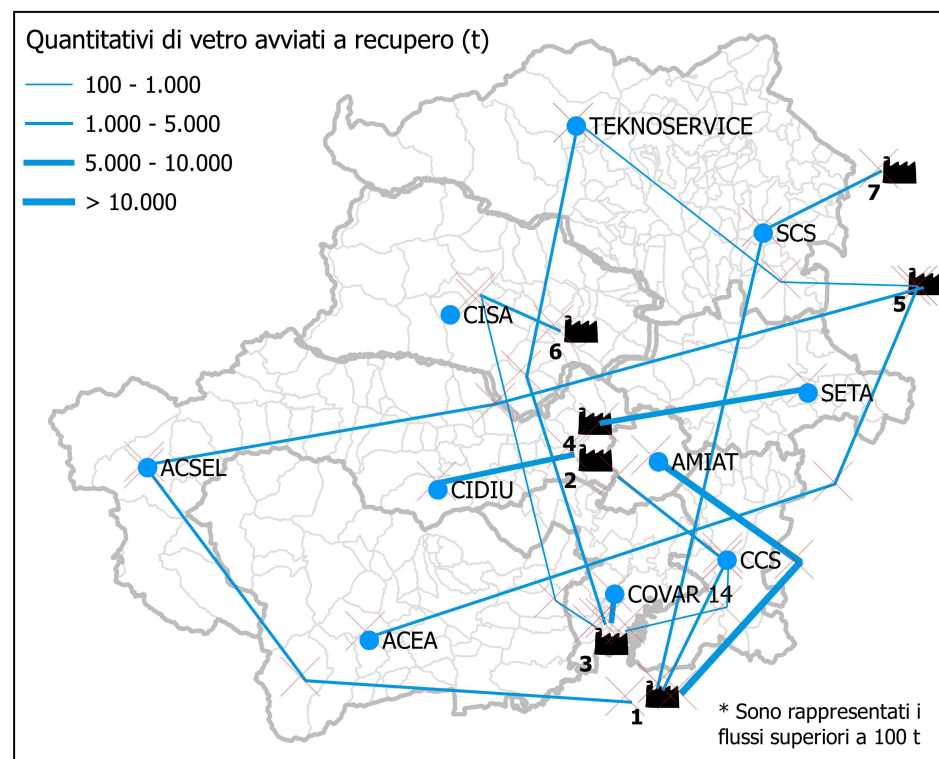 Quantitativi di vetro avviati a recupero (t)
100 - 1.000
1.000 - 5.000
5.000 - 10.000
> 10.000
TEKNOSERVICE
7
SCS
5
CISA
6
SETA
4
ACSEL
2
AMIAT
CIDIU
CCS
COVAR 14
ACEA
3
1
* Sono rappresentati i
flussi superiori a 100 t